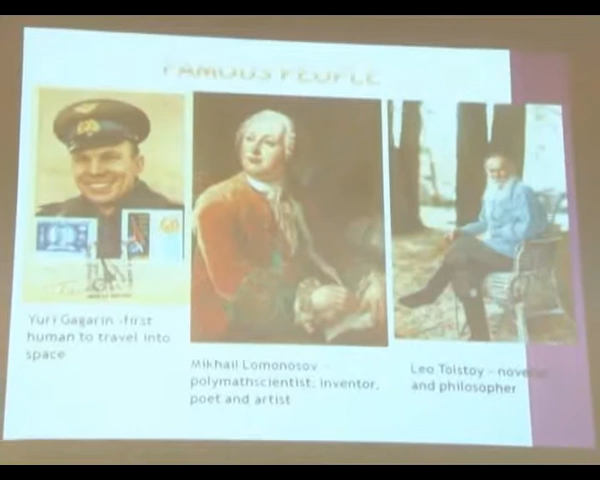 FAMOUS PEOPLE
Yuri Gagarin -first
human to travel into
space
Mikhail Lomonosov –
polymathscientist, inventor,
poet and artist
Leo Tolstoy – nove
and philosopher